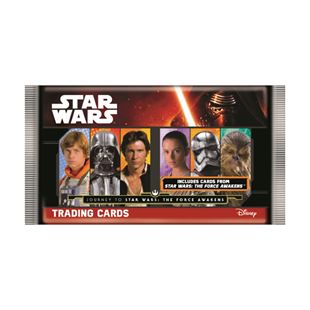 STAR
WARS
INCLUDES CARDS FROM
STAR WARS: THE FORCE AWAKENS
JOURNEY TO STAR WARS: THE FORCE AWAKENS
TRADING CARDS
Disney